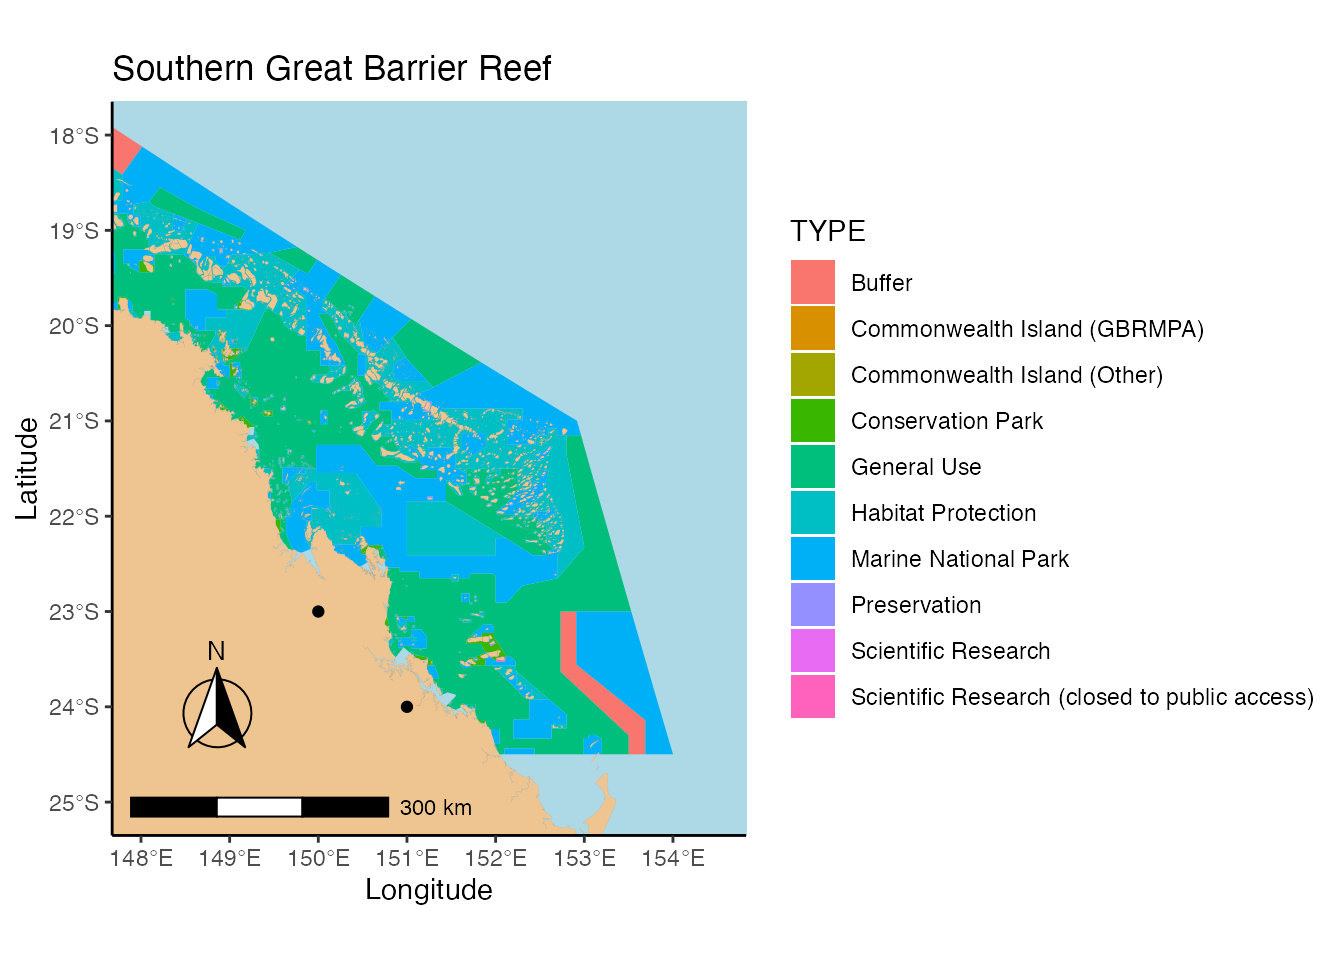 Southern Great Barrier Reef
18°S
19°S
20°S
21°S
22°S
23°S
24°S
25°S
Latitude
N
300 km
148°E
149°E
150°E
151°E
152°E
153°E
154°E
Longitude
TYPE
Buffer
Commonwealth Island (GBRMPA)
Commonwealth Island (Other)
Conservation Park
General Use
Habitat Protection
Marine National Park
Preservation
Scientific Research
Scientific Research (closed to public access)